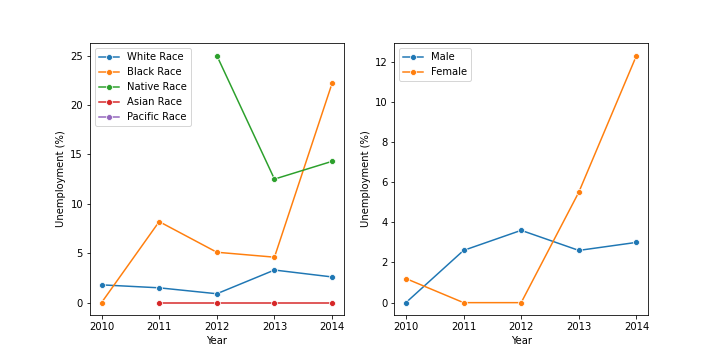 White Race
Black Race
Native Race
Asian Race
Pacific Race
25
20
15
10
5
0
Unemployment (%)
2010 2011 2012 2013 2014
Year
Male
Female
12
10
8
6
4
2
0
Unemployment (%)
2010 2011 2012 2013 2014
Year